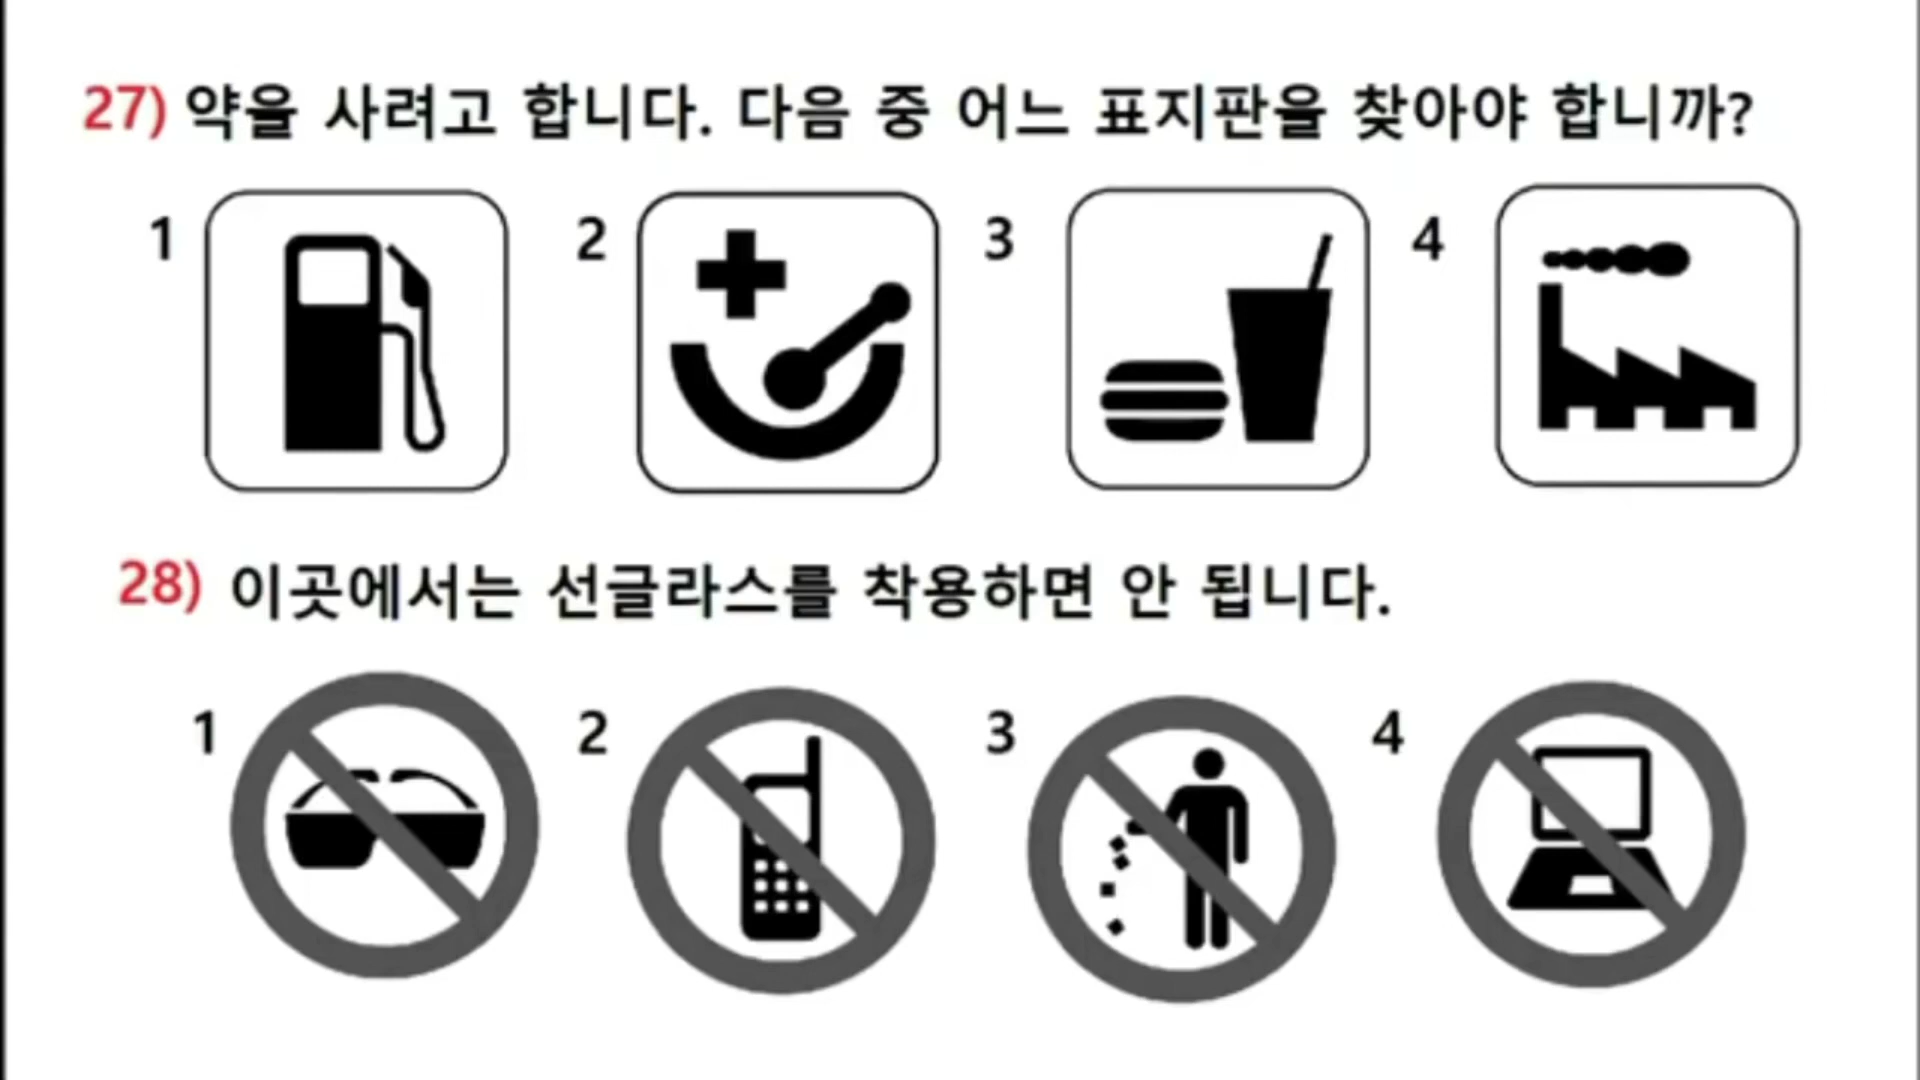 27) 약을 사려고 합니다. 다음 중 어느 표지판을 찾아야 합니까?
1 2 3 4
28) 이곳에서는 선글라스를 착용하면 안 됩니다.
1 2 3 4